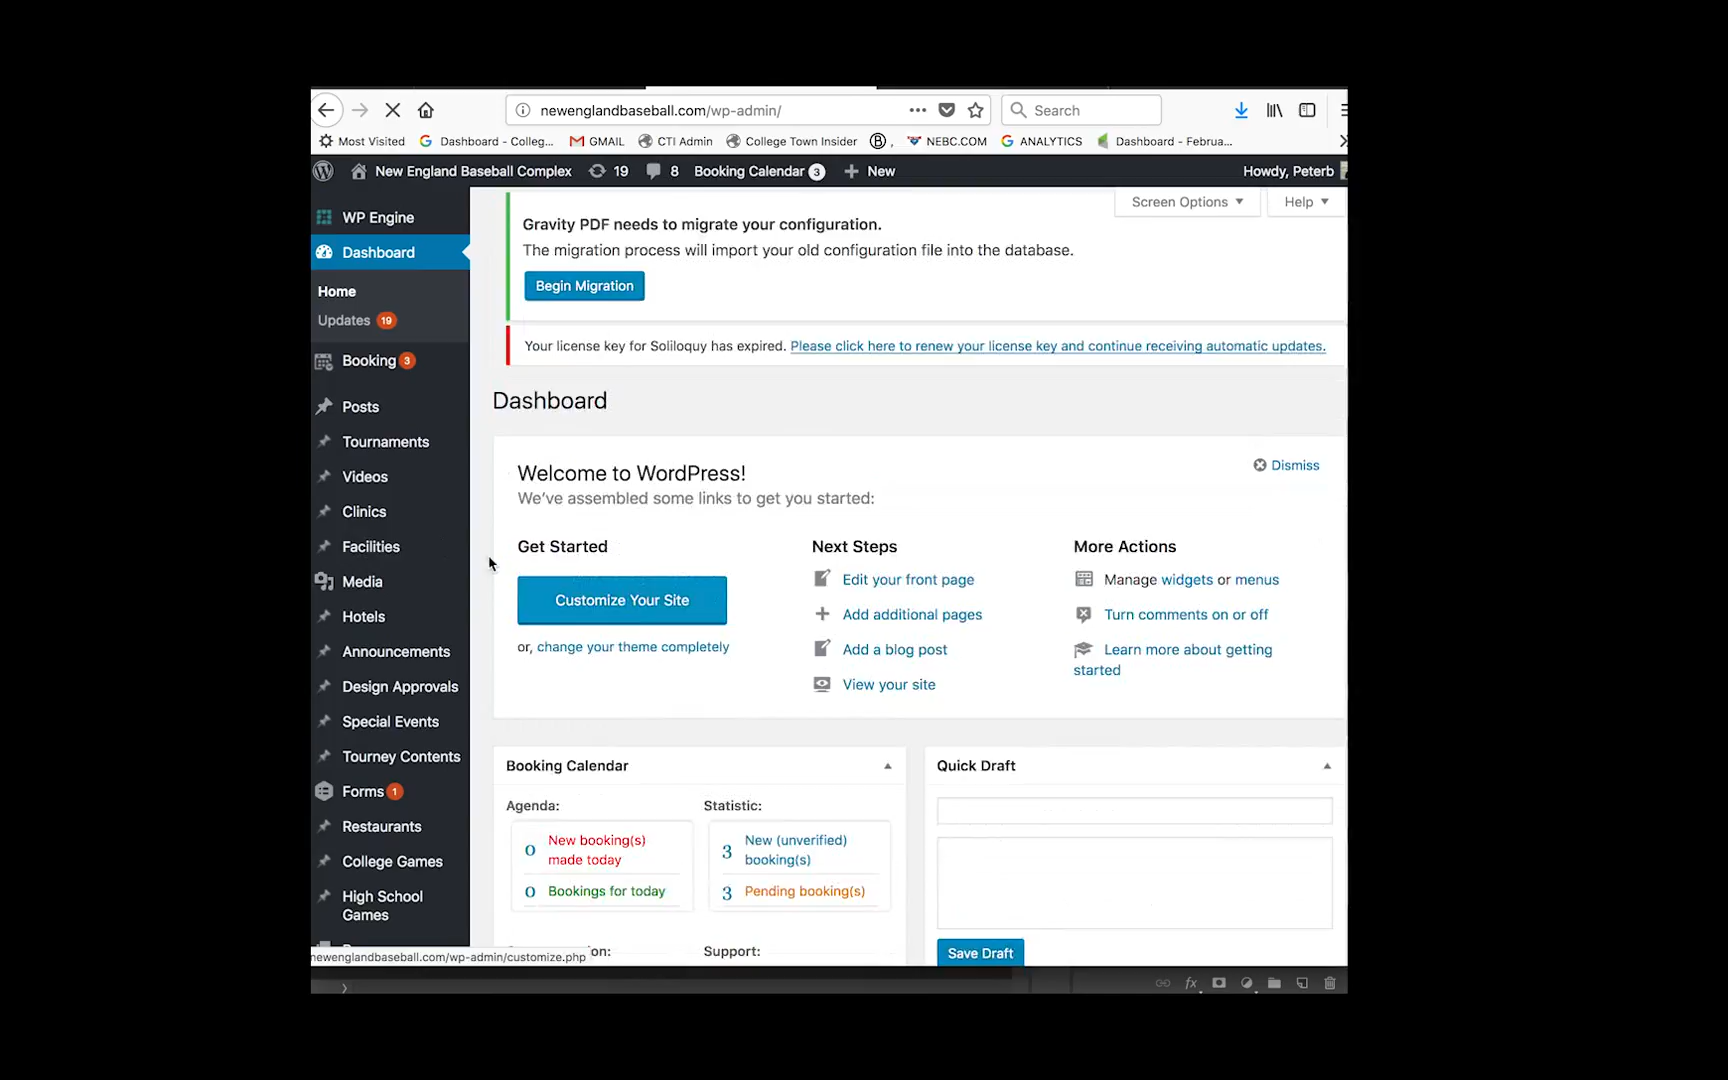 newenglandbaseball.com/wp-admin/
Search
Most Visited
Dashboard - Colleg...
GMAIL
CTI Admin
College Town Insider
NEBC.COM
ANALYTICS
Dashboard - Februa...
New England Baseball Complex
19
8
Booking Calendar 3
New
Howdy, Peterb
WP Engine
Dashboard
Home
Updates 19
Booking 3
Posts
Tournaments
Videos
Clinics
Facilities
Media
Hotels
Announcements
Design Approvals
Special Events
Tourney Contents
Forms 1
Restaurants
College Games
High School
Games
Screen Options
Help
Gravity PDF needs to migrate your configuration.
The migration process will import your old configuration file into the database.
Begin Migration
Your license key for Soliloquy has expired. Please click here to renew your license key and continue receiving automatic updates.
Dashboard
Welcome to WordPress!
Dismiss
We've assembled some links to get you started:
Get Started
Customize Your Site
or, change your theme completely
Next Steps
Edit your front page
Add additional pages
Add a blog post
View your site
More Actions
Manage widgets or menus
Turn comments on or off
Learn more about getting
started
Booking Calendar
Agenda:
0 New booking(s)
made today
0 Bookings for today
Statistic:
3 New (unverified)
booking(s)
3 Pending booking(s)
Support:
Quick Draft
Save Draft
newenglandbaseball.com/wp-admin/customize.php
fx